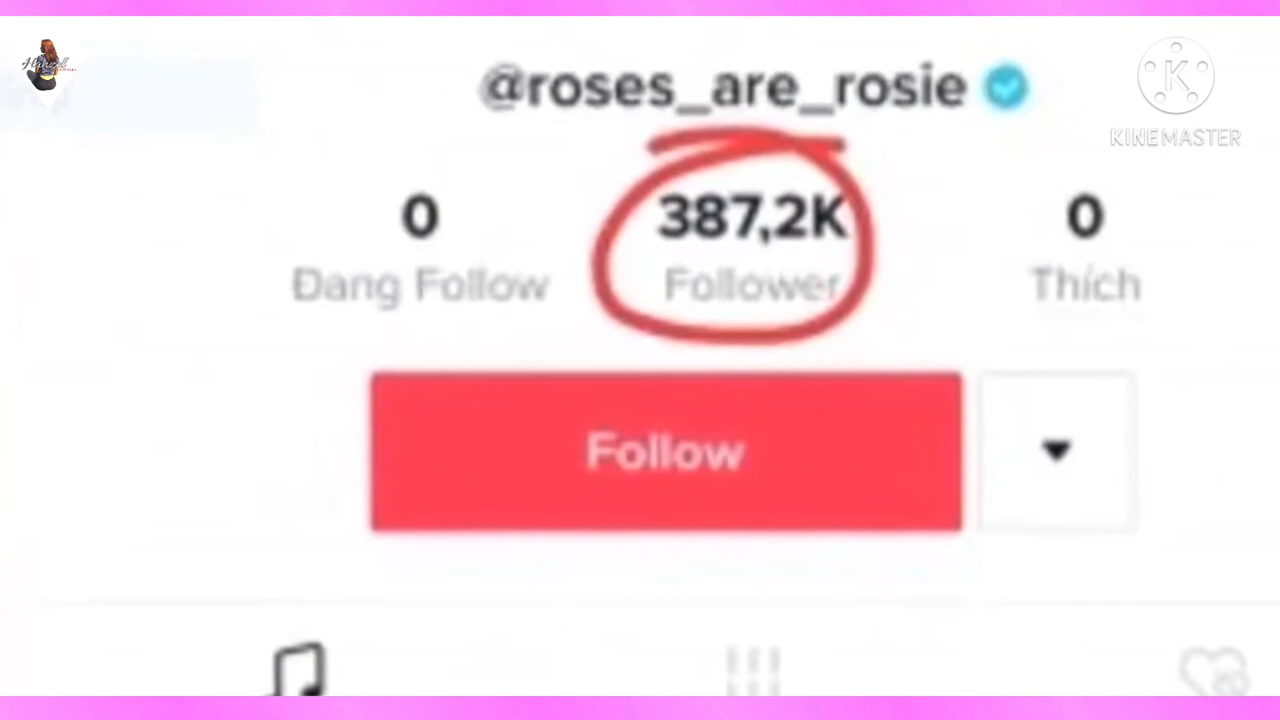 @roses_are_rosie
KINEMASTER
0 387,2K 0
Đang Follow Follower Thích
Follow